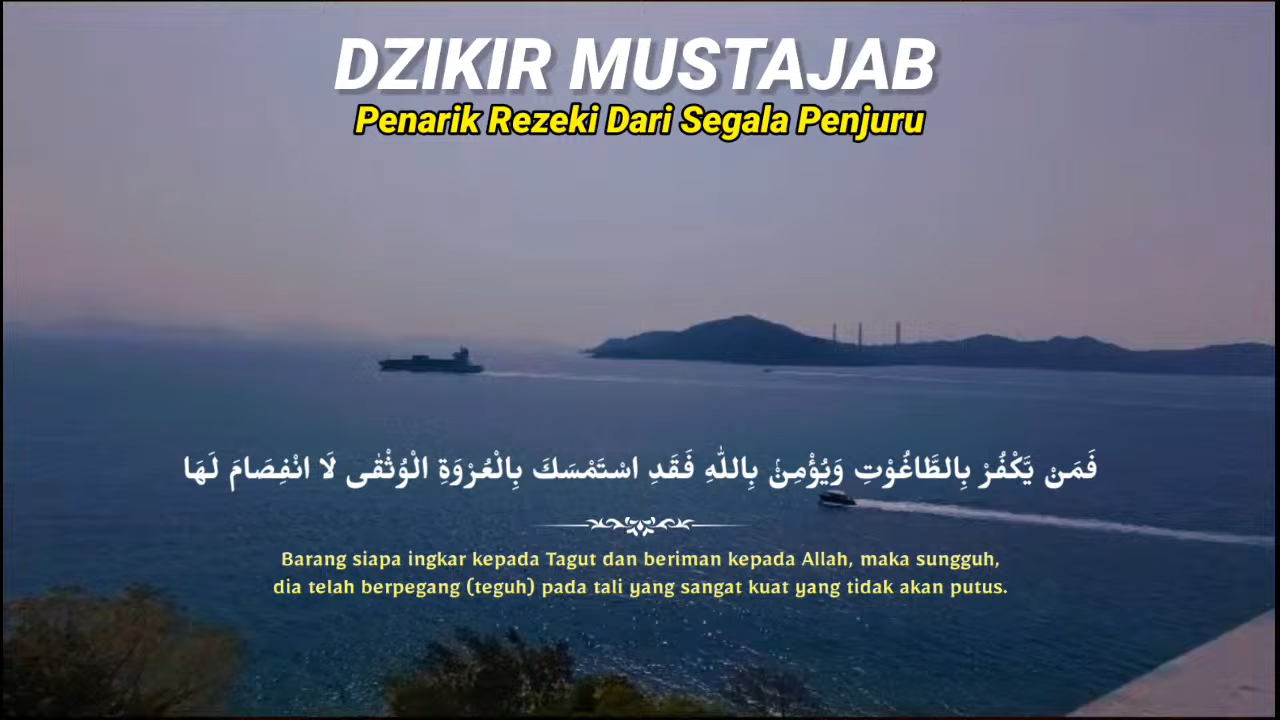 DZIKIR MUSTAJAB
Penarik Rezeki Dari Segala Penjuru
فَمَنْ يَّكْفُرْ بِالطَّاغُوْتِ وَيُؤْمِنْۢ بِاللّٰهِ فَقَدِ اسْتَمْسَكَ بِالْعُرْوَةِ الْوُثْقٰى لَا انْفِصَامَ لَهَا
Barang siapa ingkar kepada Tagut dan beriman kepada Allah, maka sungguh,
dia telah berpegang (teguh) pada tali yang sangat kuat yang tidak akan putus.